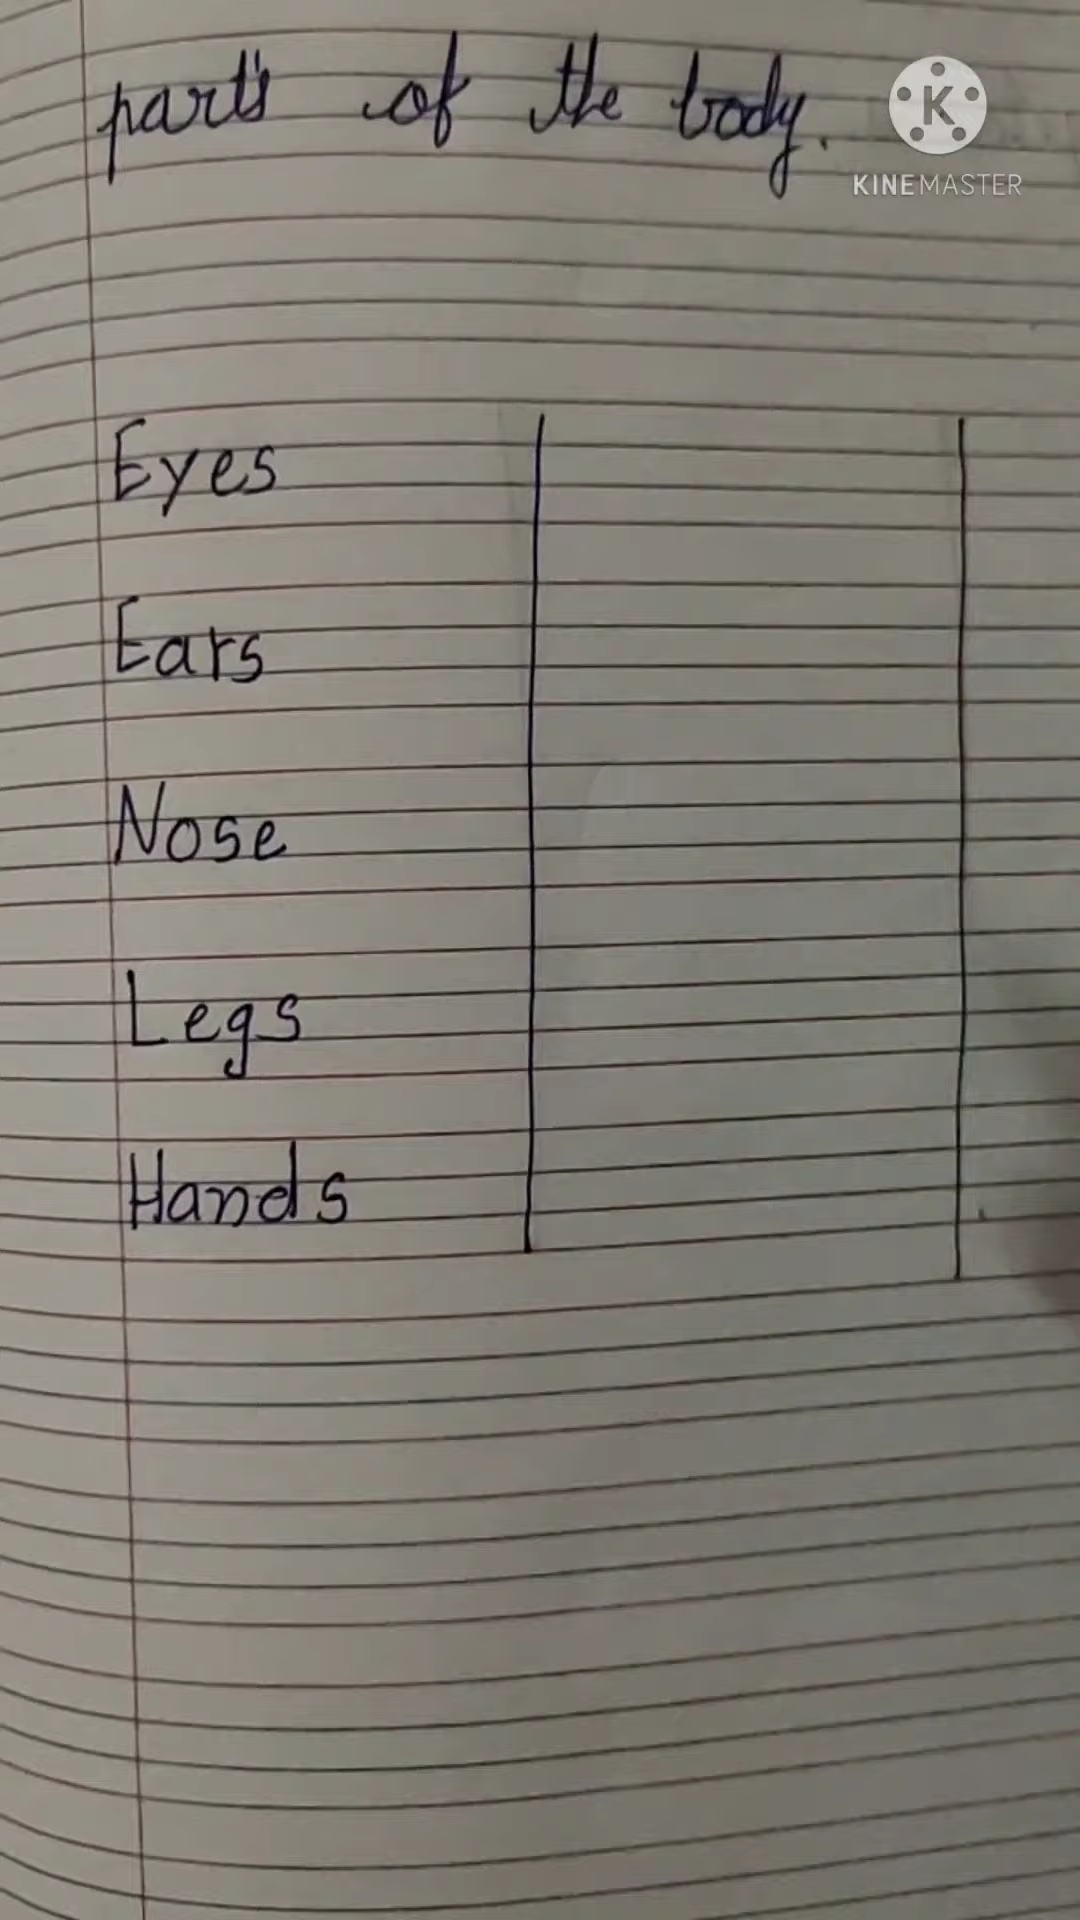 parts of the body.
KINEMASTER
Eyes
Ears
Nose
Legs
Hands